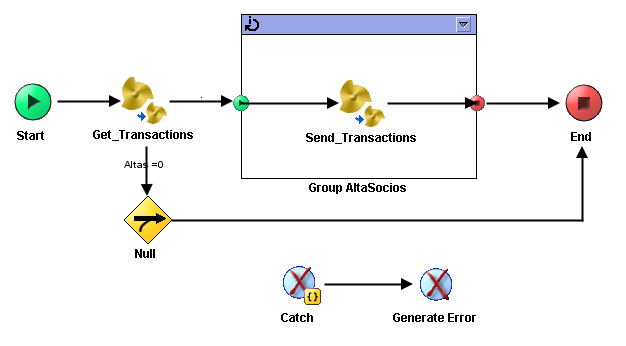 Start
Get_Transactions
Send_Transactions
End
Altas =0
Group AltaSocios
Null
{}
Catch
Generate Error